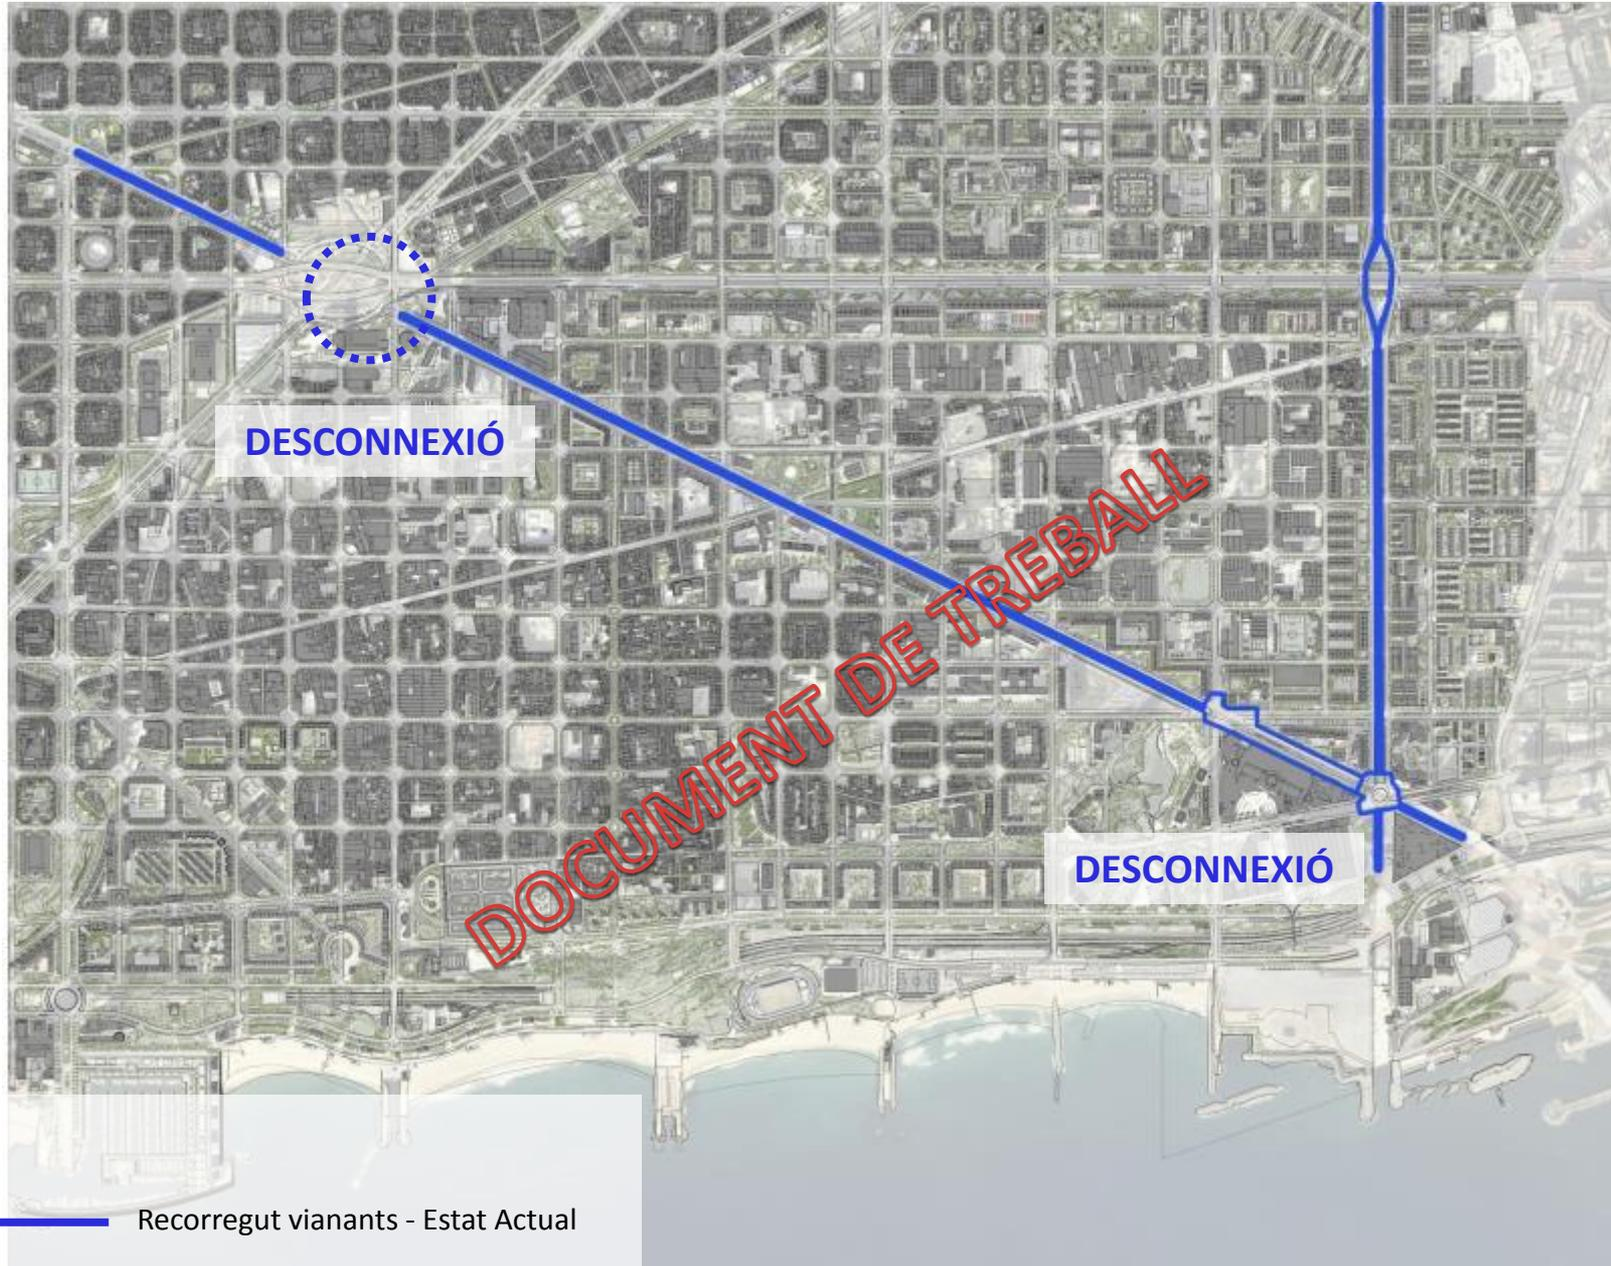 DESCONNEXIÓ
DOCUMENT DE TREBALL
DESCONNEXIÓ
Recorregut vianants - Estat Actual